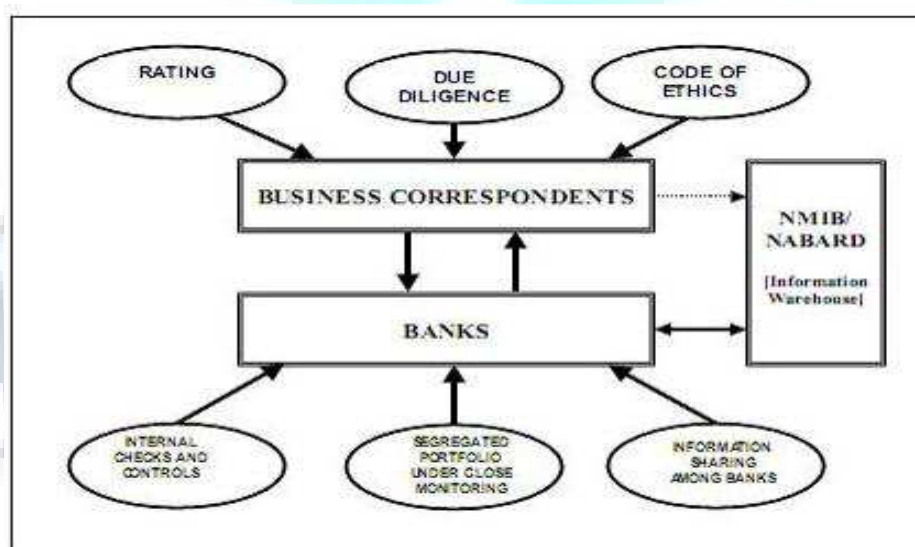 RATING
DUE
DILIGENCE
CODE OF
ETHICS
BUSINESS CORRESPONDENTS
NMIB/
NABARD
[Information
Warehouse]
BANKS
INTERNAL
CHECKS AND
CONTROLS
SEGREGATED
PORTFOLIO
UNDER CLOSE
MONITORING
INFORMATION
SHARING
AMONG BANKS